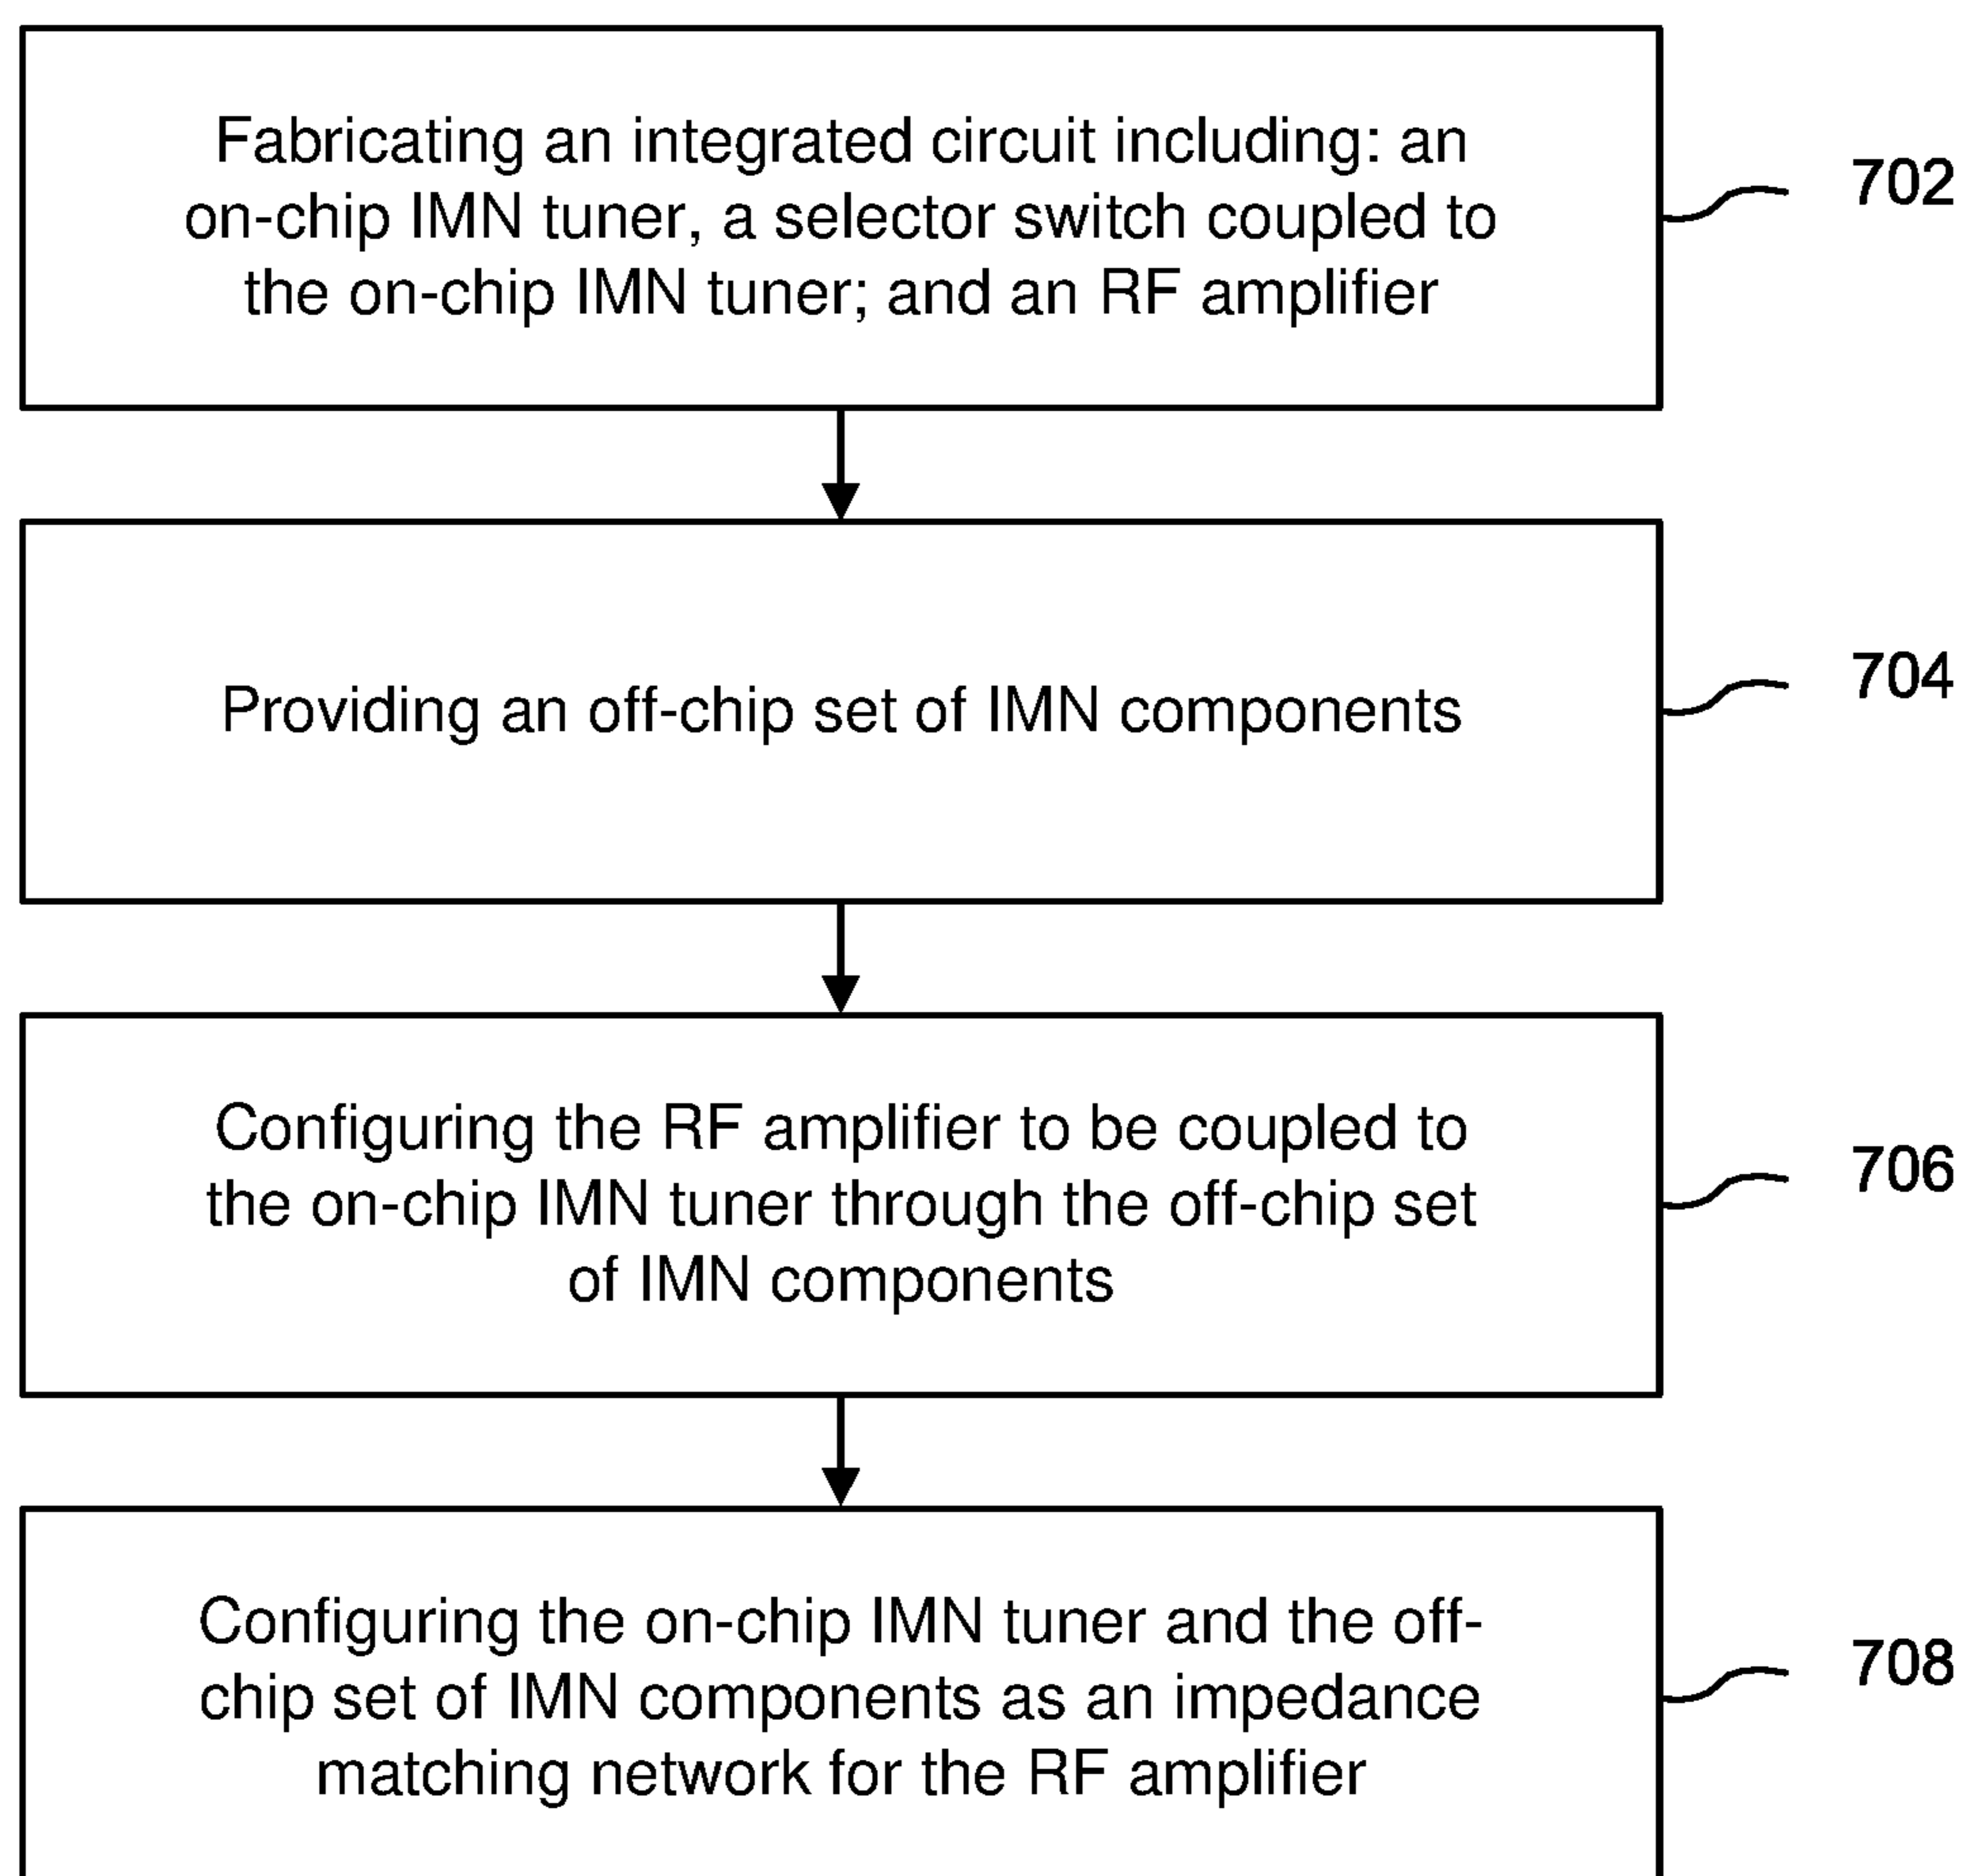 Fabricating an integrated circuit including: an
on-chip IMN tuner, a selector switch coupled to
the on-chip IMN tuner; and an RF amplifier
702
Providing an off-chip set of IMN components
704
Configuring the RF amplifier to be coupled to
the on-chip IMN tuner through the off-chip set
of IMN components
706
Configuring the on-chip IMN tuner and the off-
chip set of IMN components as an impedance
matching network for the RF amplifier
708